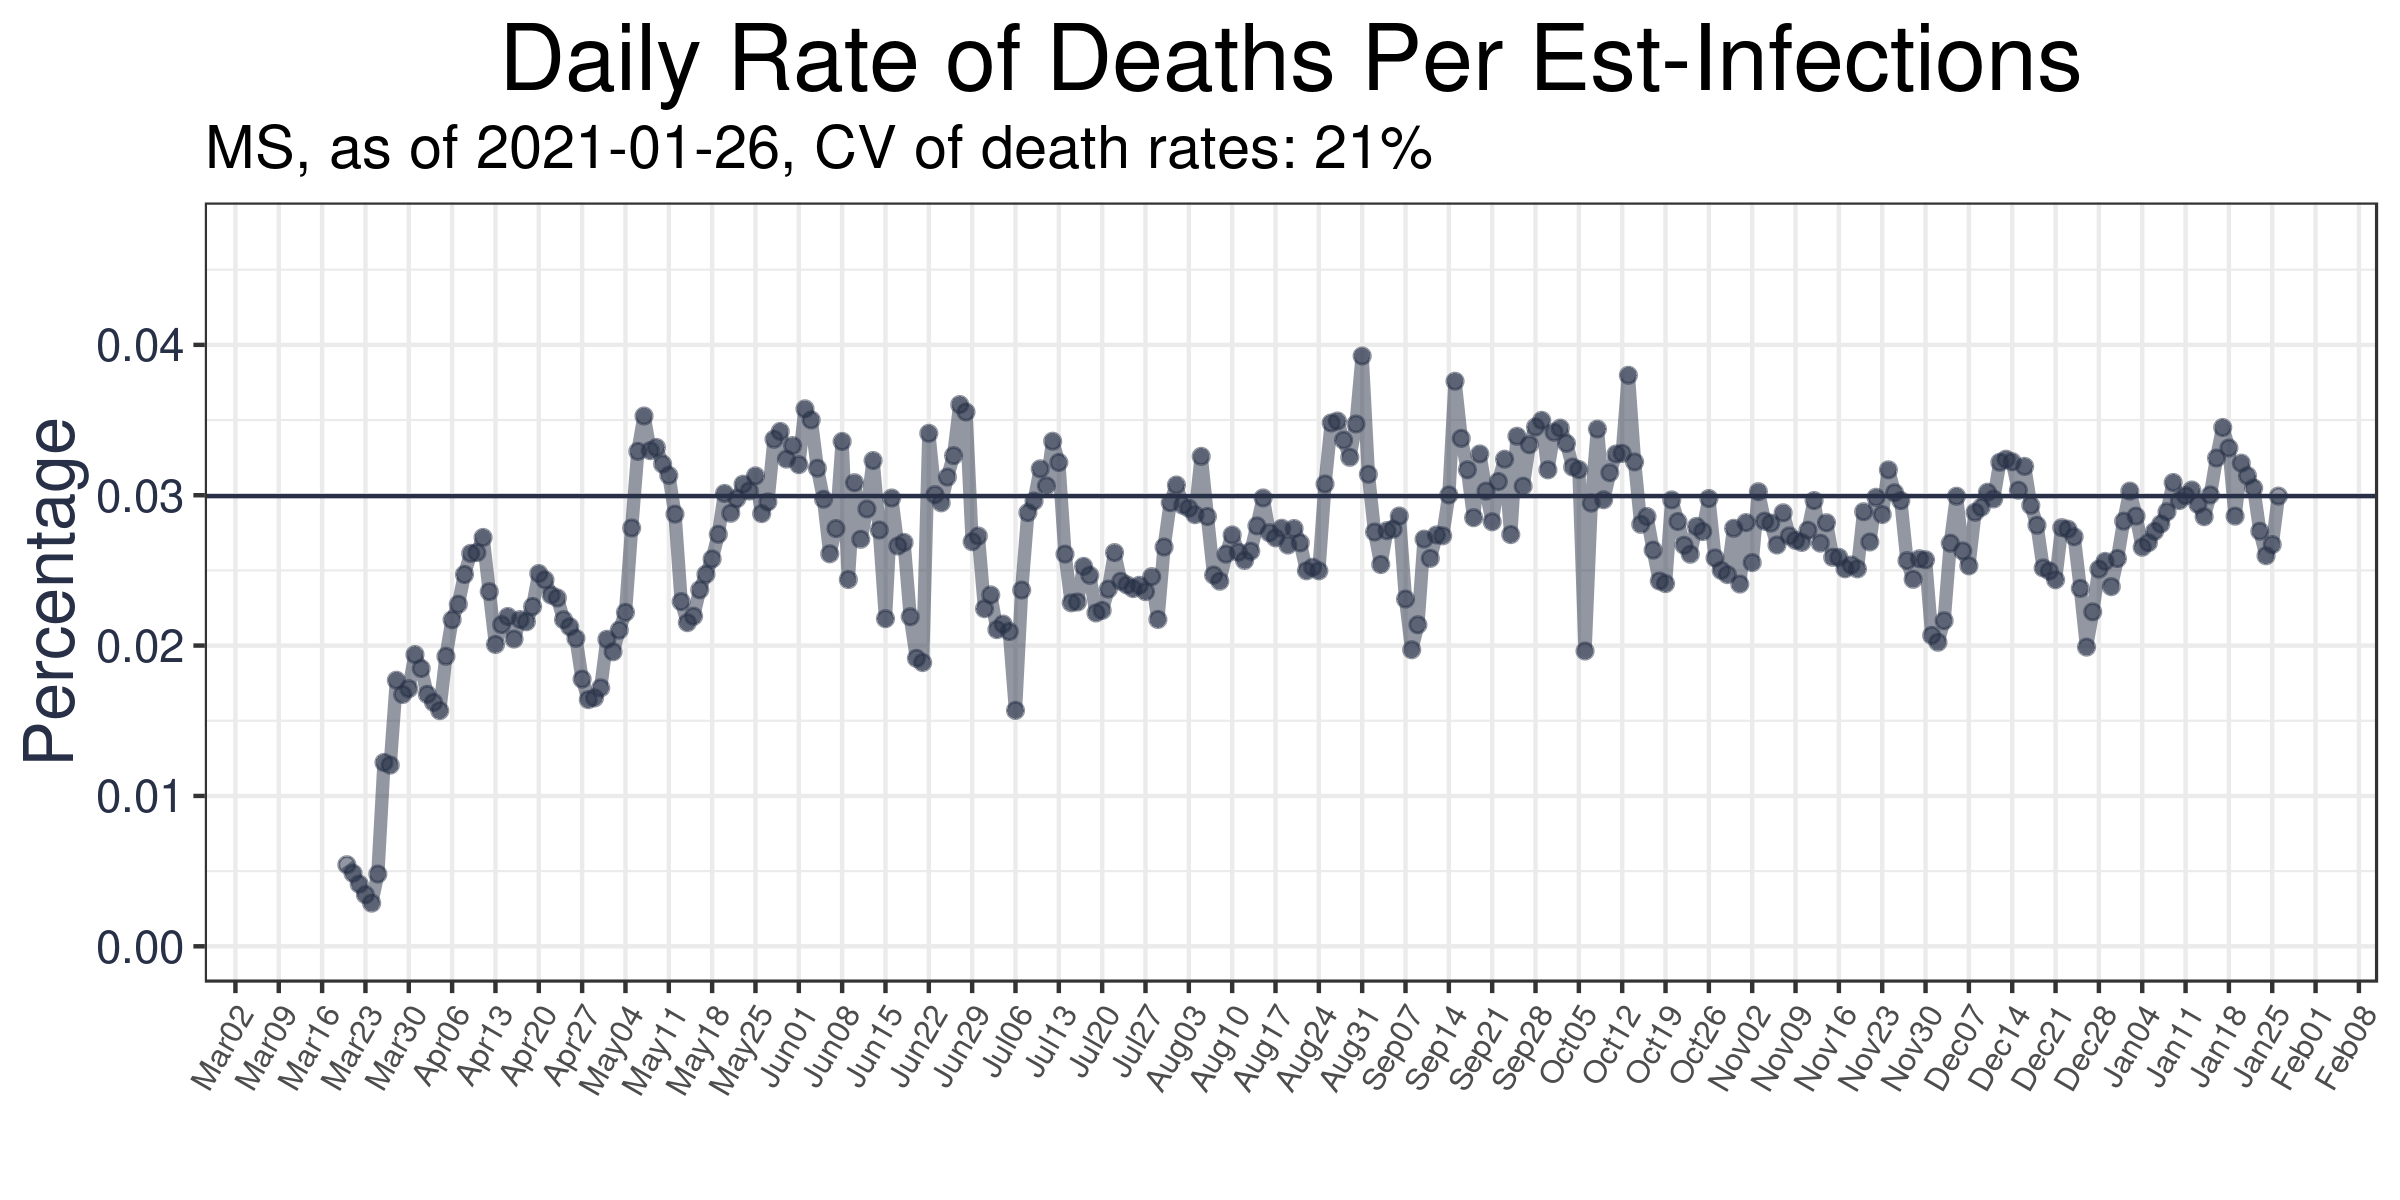 Daily Rate of Deaths Per Est-Infections
MS, as of 2021-01-26, CV of death rates: 21%
Percentage
0.04
0.03
0.02
0.01
0.00
Mar02
Mar09
Mar16
Mar23
Mar30
Apr06
Apr13
Apr20
Apr27
May04
May11
May18
May25
Jun01
Jun08
Jun15
Jun22
Jun29
Jul06
Jul13
Jul20
Jul27
Aug03
Aug10
Aug17
Aug24
Aug31
Sep07
Sep14
Sep21
Sep28
Oct05
Oct12
Oct19
Oct26
Nov02
Nov09
Nov16
Nov23
Nov30
Dec07
Dec14
Dec21
Dec28
Jan04
Jan11
Jan18
Jan25
Feb01
Feb08